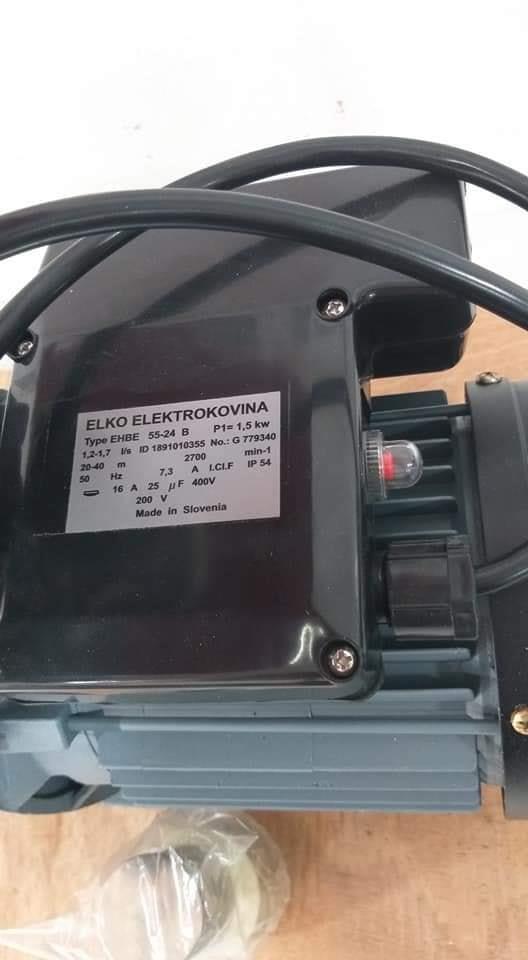 ELKO ELEKTROKOVINA
Type EHBE 55-24 B P1= 1,5 kw
1,2-1,7 l/s ID 1891010355 No.: G 779340
20-40 m 2700 min-1
50 Hz 7,3 A I.C.I.F IP 54
16 A 25 μF 400V
200 V
Made in Slovenia